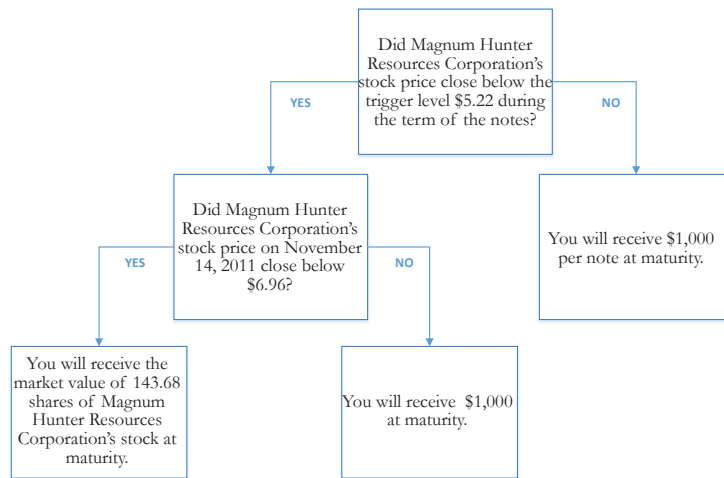 Did Magnum Hunter
Resources Corporation's
stock price close below the
trigger level $5.22 during
the term of the notes?
YES
NO
Did Magnum Hunter
Resources Corporation's
stock price on November
14, 2011 close below
$6.96?
You will receive $1,000
per note at maturity.
YES
NO
You will receive the
market value of 143.68
shares of Magnum
Hunter Resources
Corporation's stock at
maturity.
You will receive $1,000
at maturity.